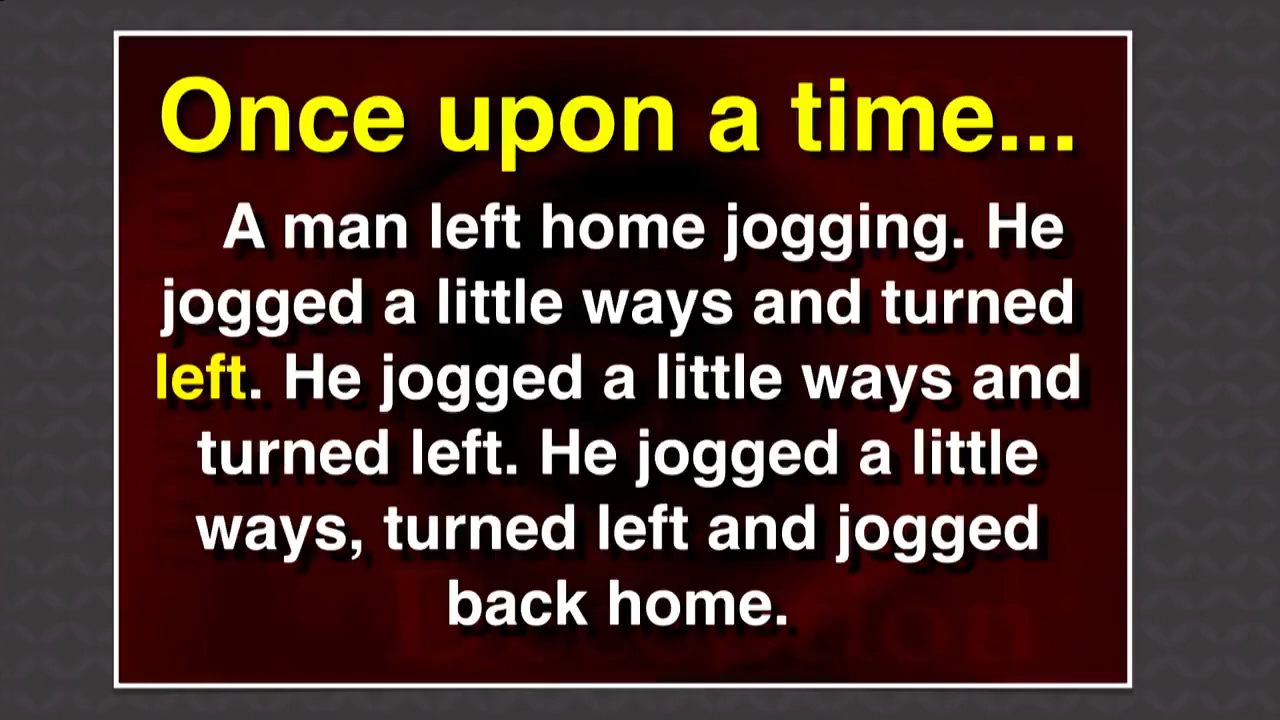 Once upon a time...
A man left home jogging. He
jogged a little ways and turned
left. He jogged a little ways and
turned left. He jogged a little
ways, turned left and jogged
back home.